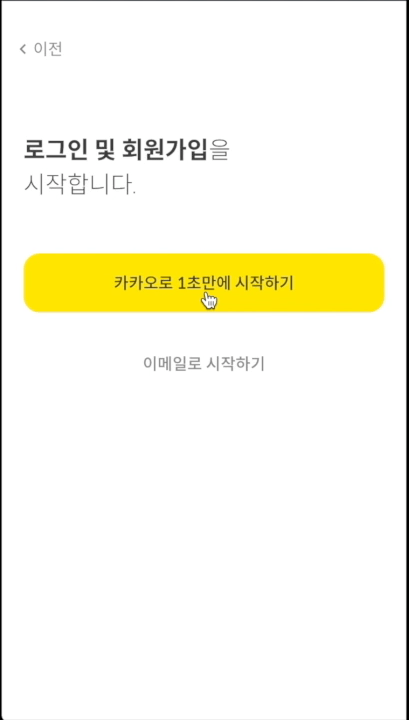 이전
로그인 및 회원가입을
시작합니다.
카카오로 1초만에 시작하기
이메일로 시작하기